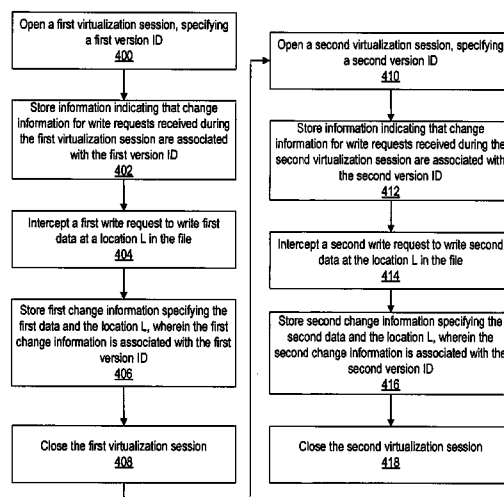 Open a first virtualization session, specifying
a first version ID
400
Store information indicating that change
information for write requests received during
the first virtualization session are associated
with the first version ID
402
Intercept a first write request to write first
data at a location L in the file
404
Store first change information specifying the
first data and the location L, wherein the first
change information is associated with the first
version ID
406
Close the first virtualization session
408
Open a second virtualization session, specifying
a second version ID
410
Store information indicating that change
information for write requests received during the
second virtualization session are associated with
the second version ID
412
Intercept a second write request to write second
data at the location L in the file
414
Store second change information specifying the
second data and the location L, wherein the
second change information is associated with the
second version ID
416
Close the second virtualization session
418